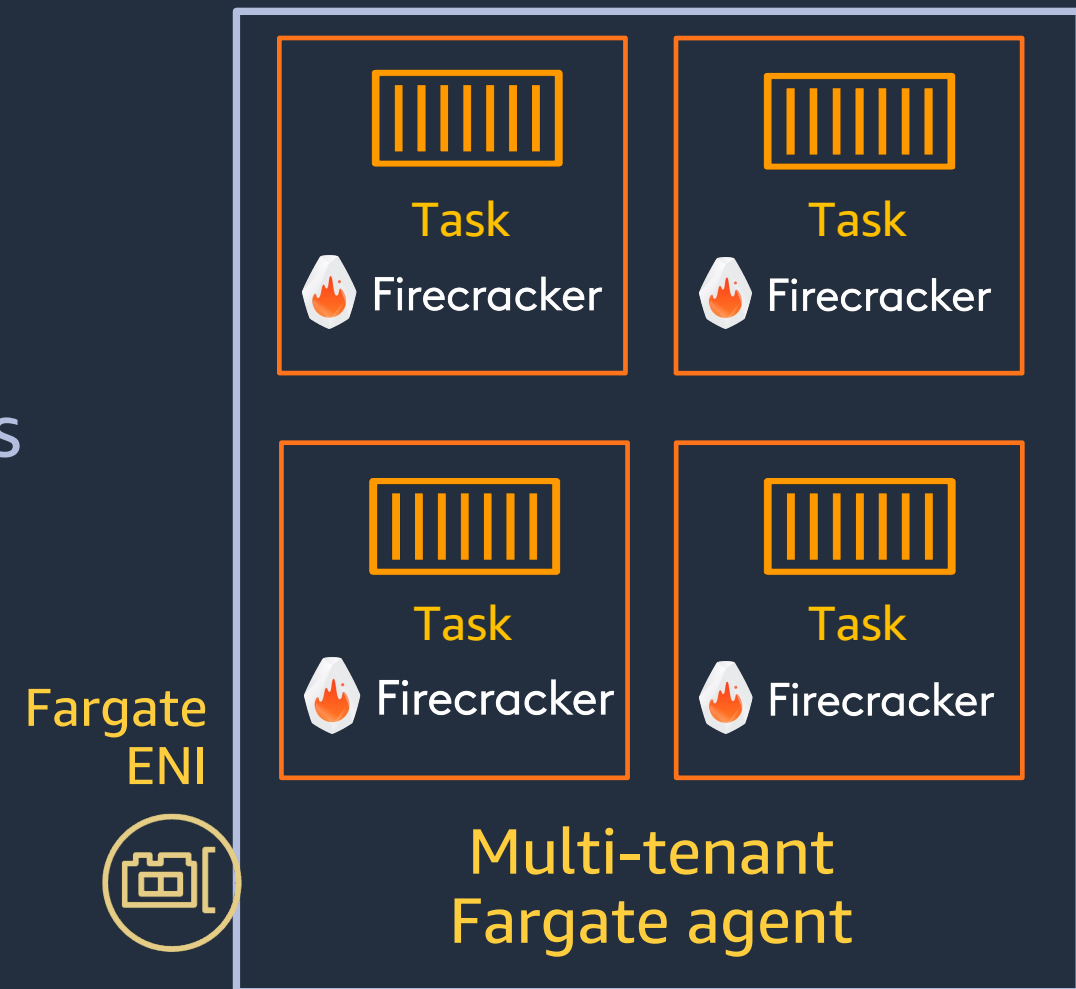 Task
Firecracker
Task
Firecracker
s
Task
Firecracker
Task
Firecracker
Fargate
ENI
Multi-tenant
Fargate agent